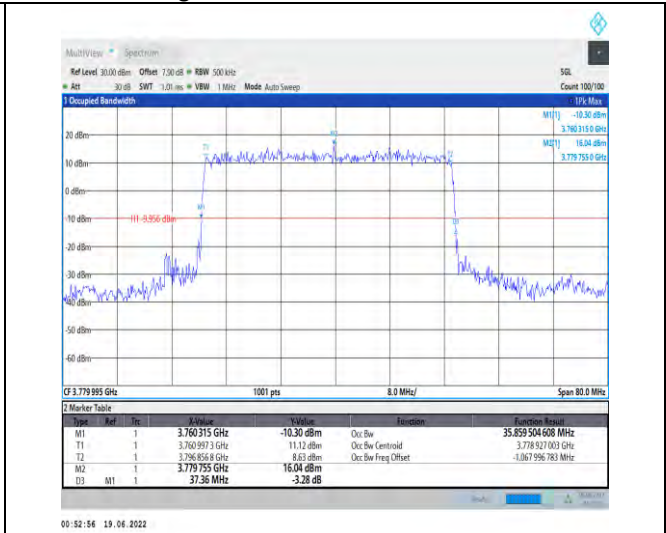 MultiView Spectrum
Ref Level 30.00 dBm Offset 7.50 dB RBW 500 kHz SGL
Att 30 dB SWT 1.01 ms VBW 1 MHz Mode Auto Sweep Count 100/100
1 Occupied Bandwidth 1Pk Max
M1[1] -10.30 dBm
3.760 315 0 GHz
M2[1] 16.04 dBm
3.779 755 0 GHz
20 dBm
10 dBm
0 dBm
-10 dBm
H1 -9.956 dBm
-20 dBm
-30 dBm
-40 dBm
-50 dBm
-60 dBm
M2
T1
T2
M1
D3
CF 3.779 995 GHz 1001 pts 8.0 MHz/ Span 80.0 MHz
2 Marker Table
Type Ref Trc X-Value Y-Value Function Function Result
M1 1 3.760 315 GHz -10.30 dBm Occ Bw 35.859 504 608 MHz
T1 1 3.760 997 3 GHz 11.12 dBm Occ Bw Centroid 3.778 927 003 GHz
T2 1 3.796 856 8 GHz 8.63 dBm Occ Bw Freq Offset -1.067 996 783 MHz
M2 1 3.779 755 GHz 16.04 dBm
D3 M1 1 37.36 MHz -3.28 dB
00:52:56 19.06.2022